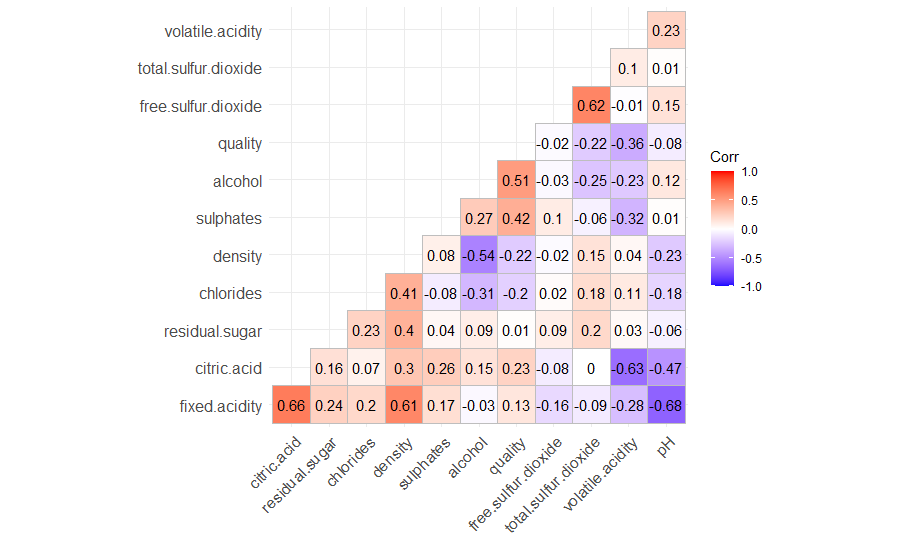 volatile.acidity 0.23
total.sulfur.dioxide 0.1 0.01
free.sulfur.dioxide 0.62 -0.01 0.15
quality -0.02 -0.22 -0.36 -0.08
alcohol 0.51 -0.03 -0.25 -0.23 0.12
sulphates 0.27 0.42 0.1 -0.06 -0.32 0.01
density 0.08 -0.54 -0.22 -0.02 0.15 0.04 -0.23
chlorides 0.41 -0.08 -0.31 -0.2 0.02 0.18 0.11 -0.18
residual.sugar 0.23 0.4 0.04 0.09 0.01 0.09 0.2 0.03 -0.06
citric.acid 0.16 0.07 0.3 0.26 0.15 0.23 -0.08 0 -0.63 -0.47
fixed.acidity 0.66 0.24 0.2 0.61 0.17 -0.03 0.13 -0.16 -0.09 -0.28 -0.68
citric.acid
residual.sugar
chlorides
density
sulphates
alcohol
quality
free.sulfur.dioxide
total.sulfur.dioxide
volatile.acidity
pH
Corr
1.0
0.5
0.0
-0.5
-1.0